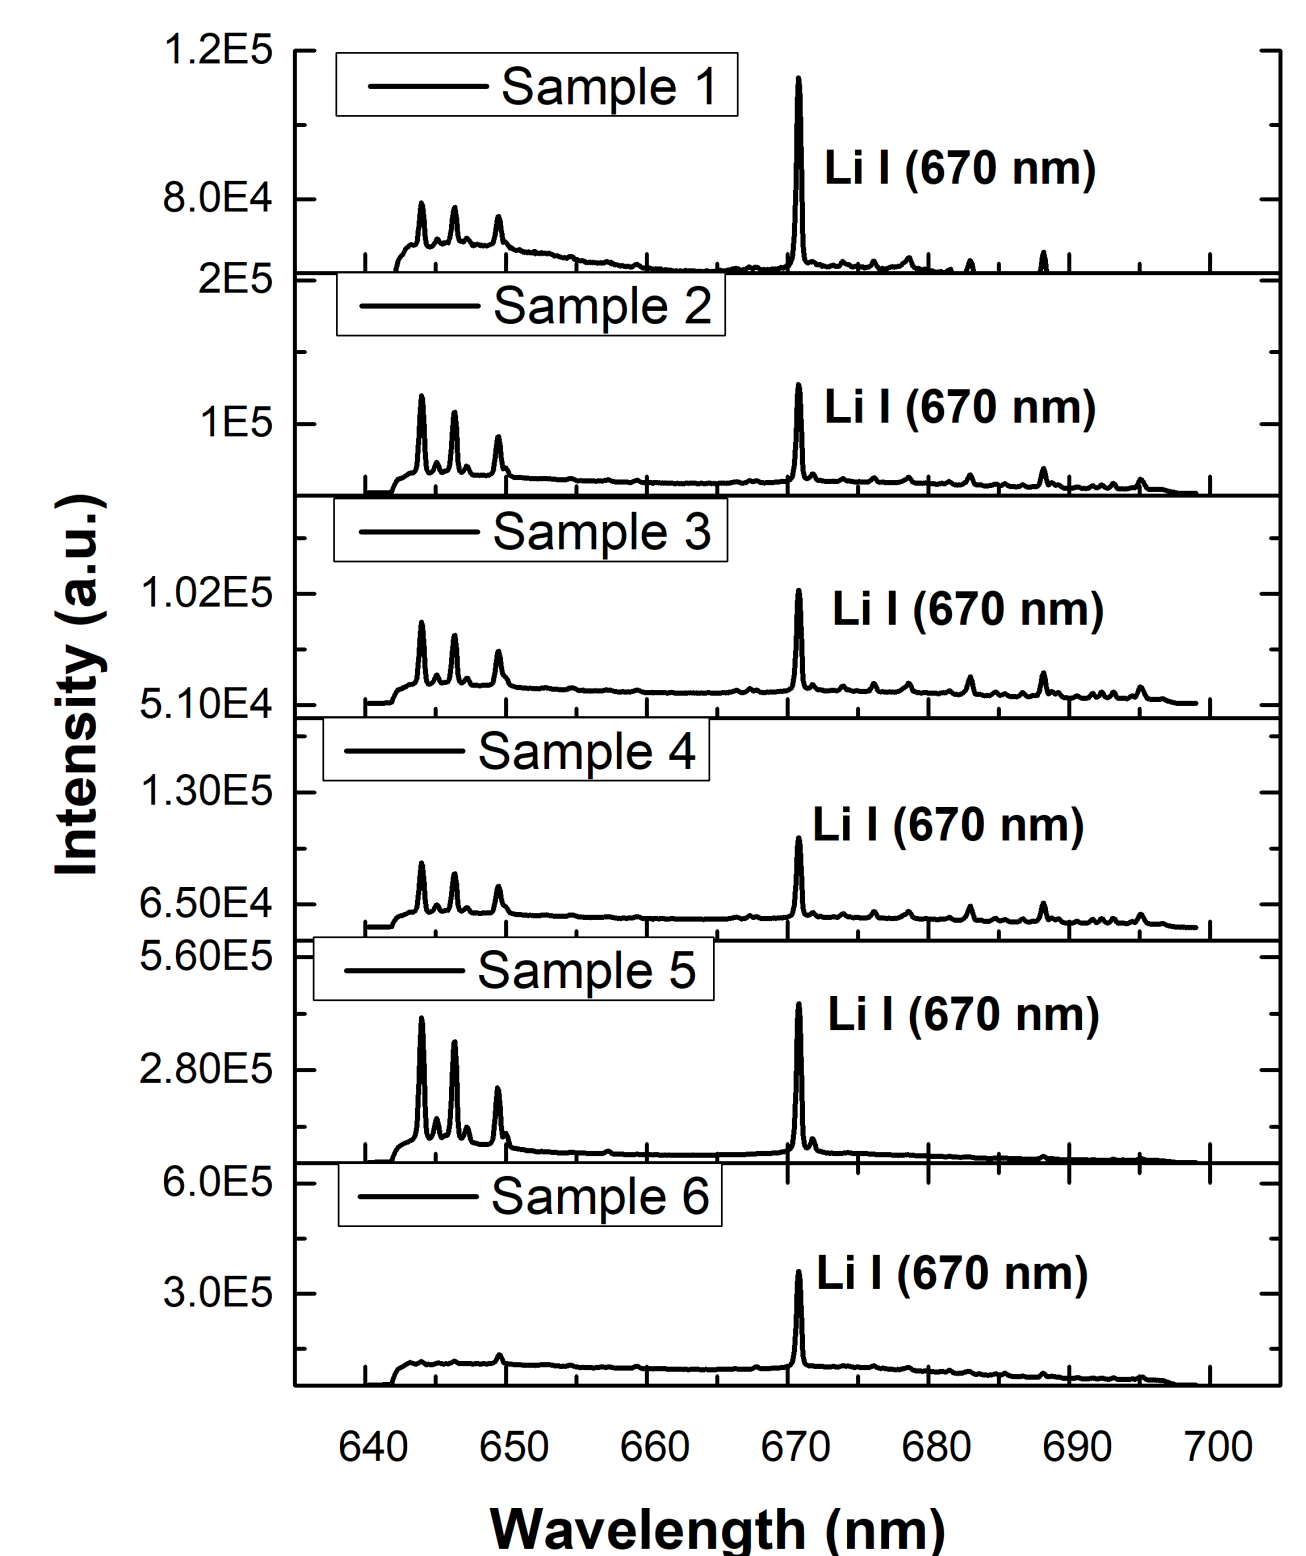 1.2E5
Sample 1
Li I (670 nm)
8.0E4
2E5
Sample 2
Li I (670 nm)
1E5
Sample 3
1.02E5
Li I (670 nm)
5.10E4
Sample 4
1.30E5
Li I (670 nm)
6.50E4
5.60E5
Sample 5
Li I (670 nm)
2.80E5
6.0E5
Sample 6
Li I (670 nm)
3.0E5
Intensity (a.u.)
640 650 660 670 680 690 700
Wavelength (nm)